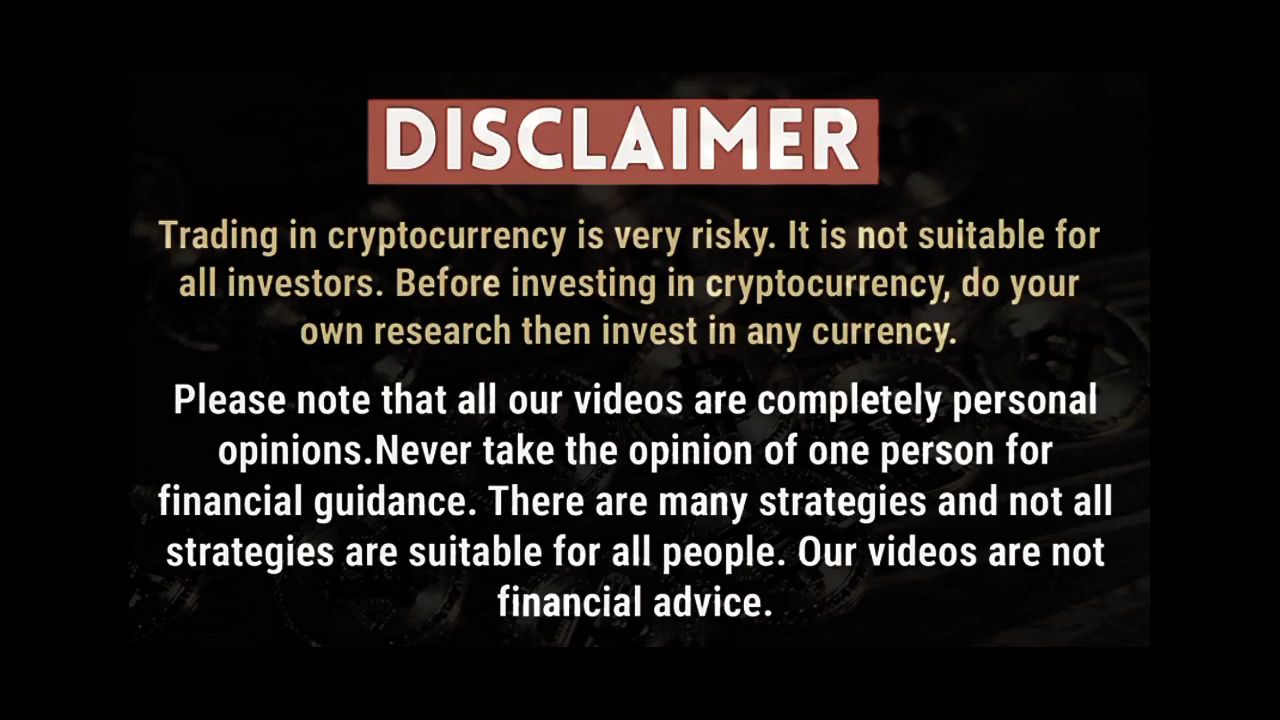 DISCLAIMER
Trading in cryptocurrency is very risky. It is not suitable for
all investors. Before investing in cryptocurrency, do your
own research then invest in any currency.
Please note that all our videos are completely personal
opinions.Never take the opinion of one person for
financial guidance. There are many strategies and not all
strategies are suitable for all people. Our videos are not
financial advice.